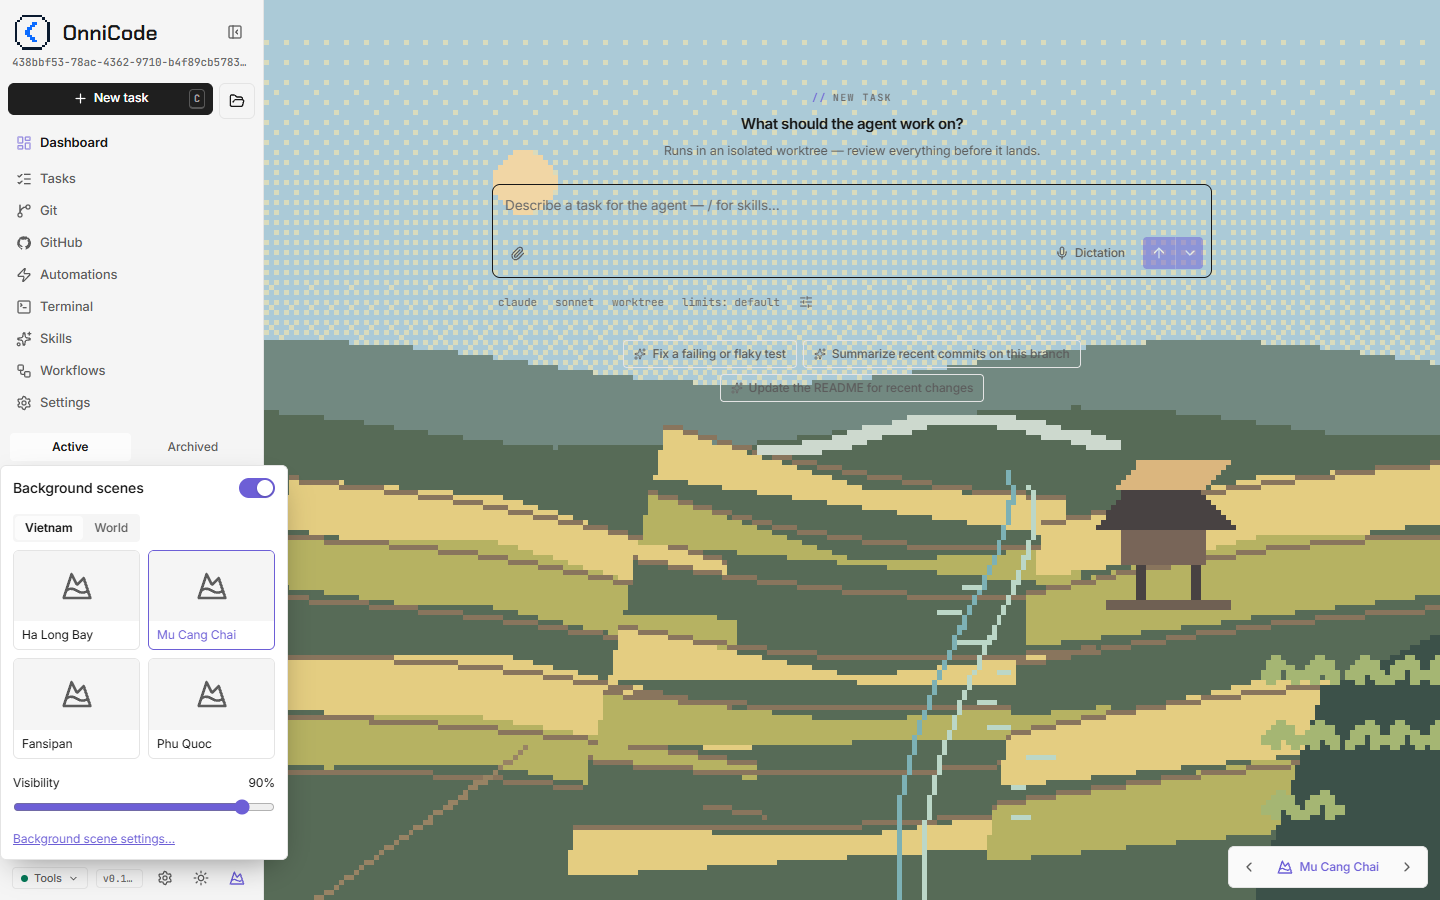 OnniCode
438bbf53-78ac-4362-9710-b4f89cb5783…
New task
C
Dashboard
Tasks
Git
GitHub
Automations
Terminal
Skills
Workflows
Settings
Active
Archived
Background scenes
Vietnam
World
Ha Long Bay
Mu Cang Chai
Fansipan
Phu Quoc
Visibility
90%
Background scene settings...
Tools
v0.1…
// NEW TASK
What should the agent work on?
Runs in an isolated worktree — review everything before it lands.
Describe a task for the agent — / for skills...
Dictation
claude sonnet worktree limits: default
Fix a failing or flaky test
Summarize recent commits on this branch
Update the README for recent changes
Mu Cang Chai